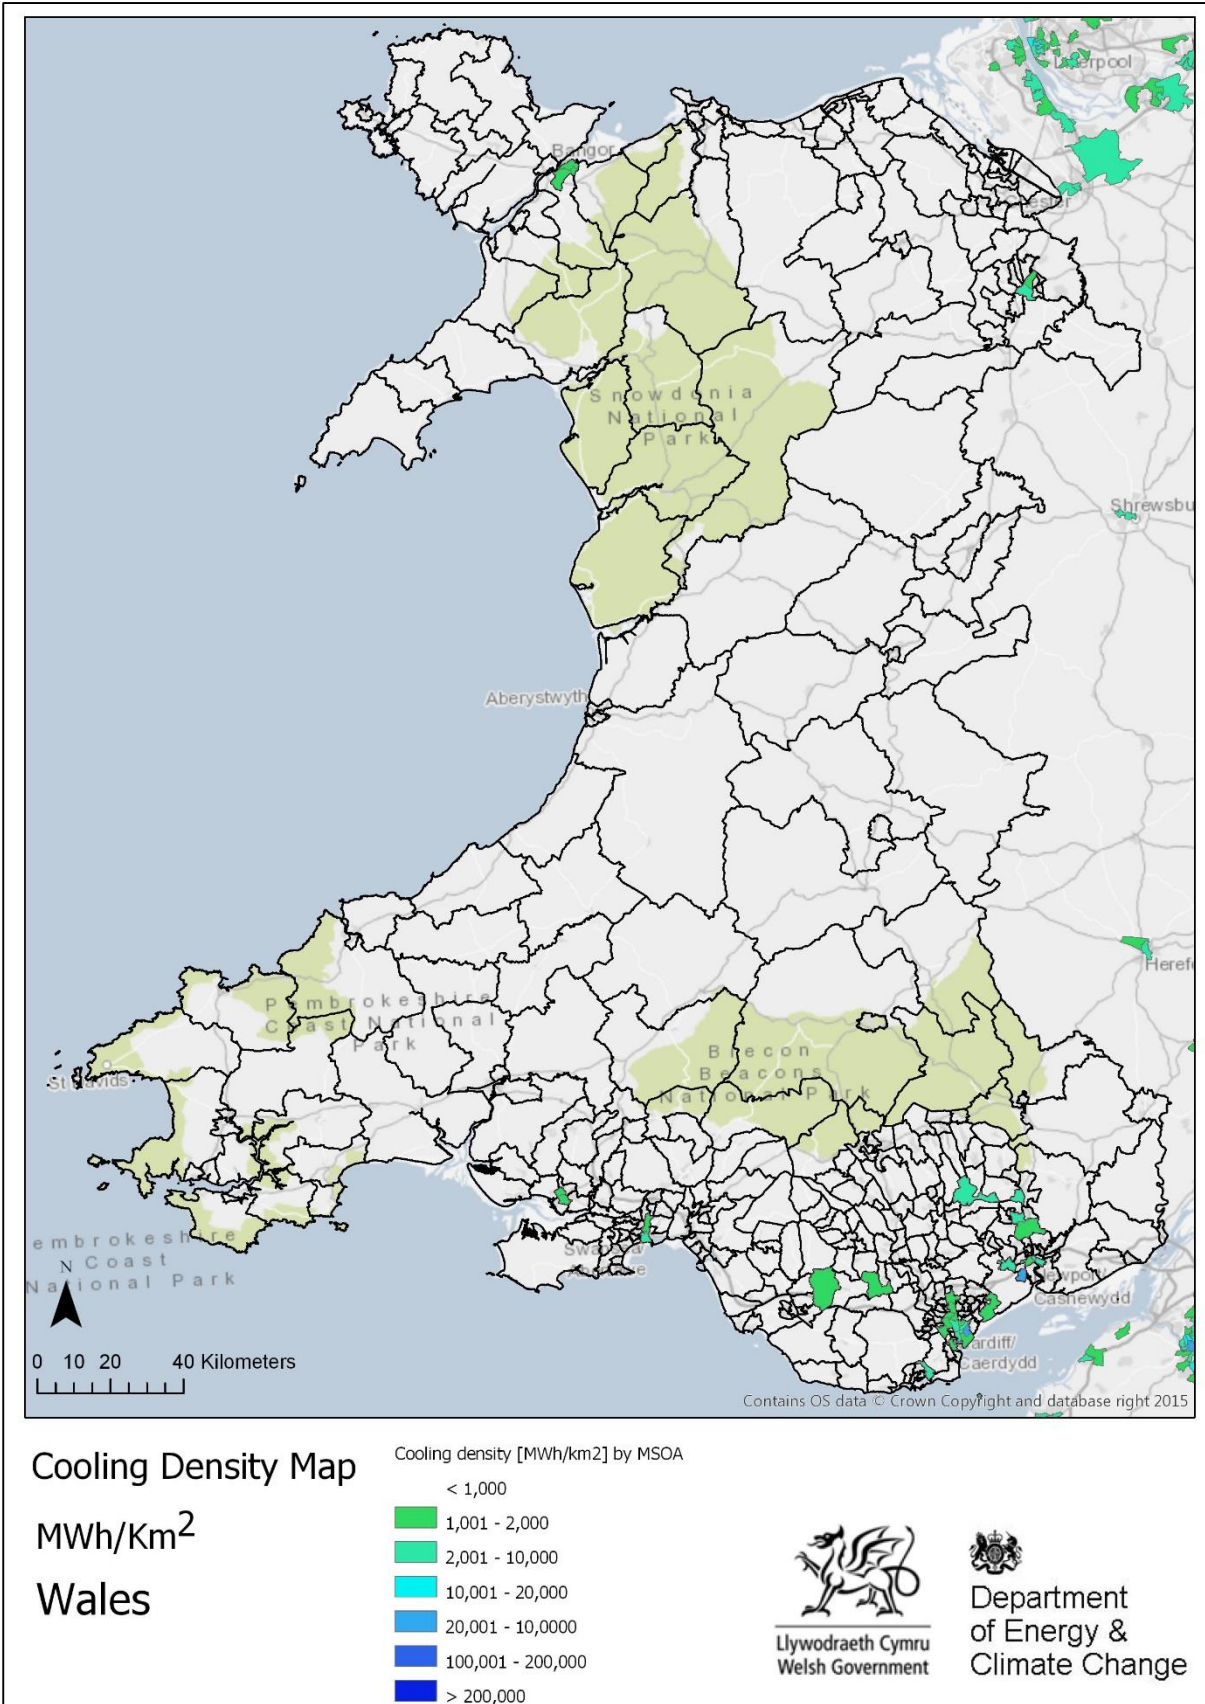 Liverpool
Bangor
Chester
Snowdonia
National
Park
Shrewsbu
Aberystwyth
Heref
Pembrokeshire
Coast National
Park
St Davids
Brecon
Beacons
National Park
embrokeshire
Coast
National Park
N
Swansea/
Abertawe
Newport/
Casnewydd
Cardiff/
Caerdydd
0 10 20 40 Kilometers
Contains OS data © Crown Copyright and database right 2015
Cooling Density Map
MWh/Km2
Wales
Cooling density [MWh/km2] by MSOA
< 1,000
1,001 - 2,000
2,001 - 10,000
10,001 - 20,000
20,001 - 10,0000
100,001 - 200,000
> 200,000
Llywodraeth Cymru
Welsh Government
Department
of Energy &
Climate Change